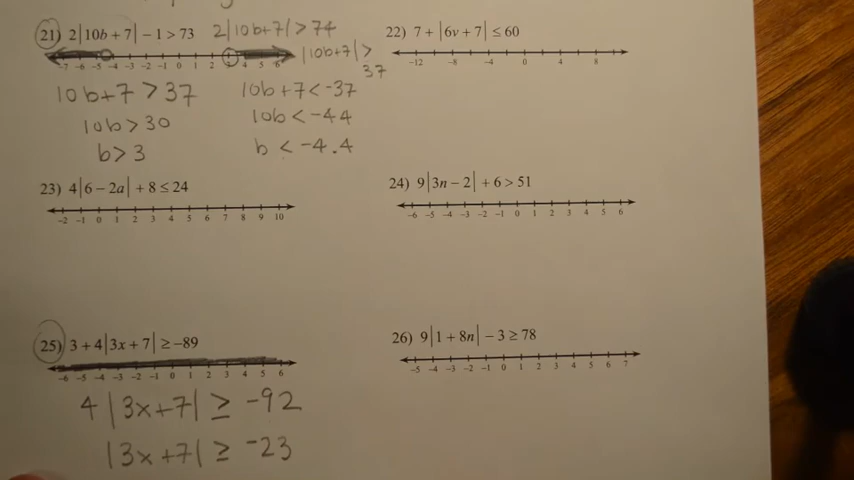 21) 2|10b + 7| − 1 > 73
2|10b+7| > 74
|10b+7| >
37
-7 -6 -5 -4 -3 -2 -1 0 1 2 3 4 5 6
10b+7 > 37
10b > 30
b > 3
10b+7 < -37
10b < -44
b < -4.4
22) 7 + |6v + 7| ≤ 60
-12 -8 -4 0 4 8
23) 4|6 − 2a| + 8 ≤ 24
-2 -1 0 1 2 3 4 5 6 7 8 9 10
24) 9|3n − 2| + 6 > 51
-6 -5 -4 -3 -2 -1 0 1 2 3 4 5 6
25) 3 + 4|3x + 7| ≥ −89
-6 -5 -4 -3 -2 -1 0 1 2 3 4 5 6
4|3x+7| ≥ -92
|3x+7| ≥ -23
26) 9|1 + 8n| − 3 ≥ 78
-5 -4 -3 -2 -1 0 1 2 3 4 5 6 7